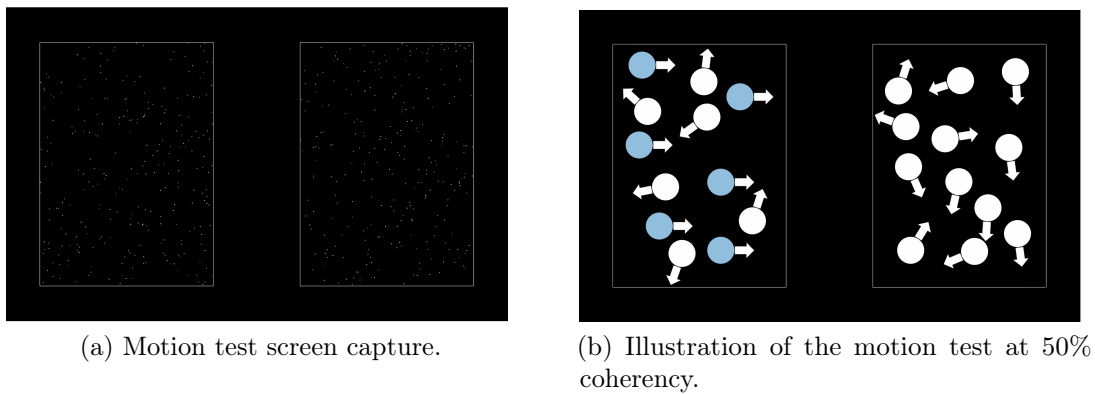 (a) Motion test screen capture.
(b) Illustration of the motion test at 50%
coherency.